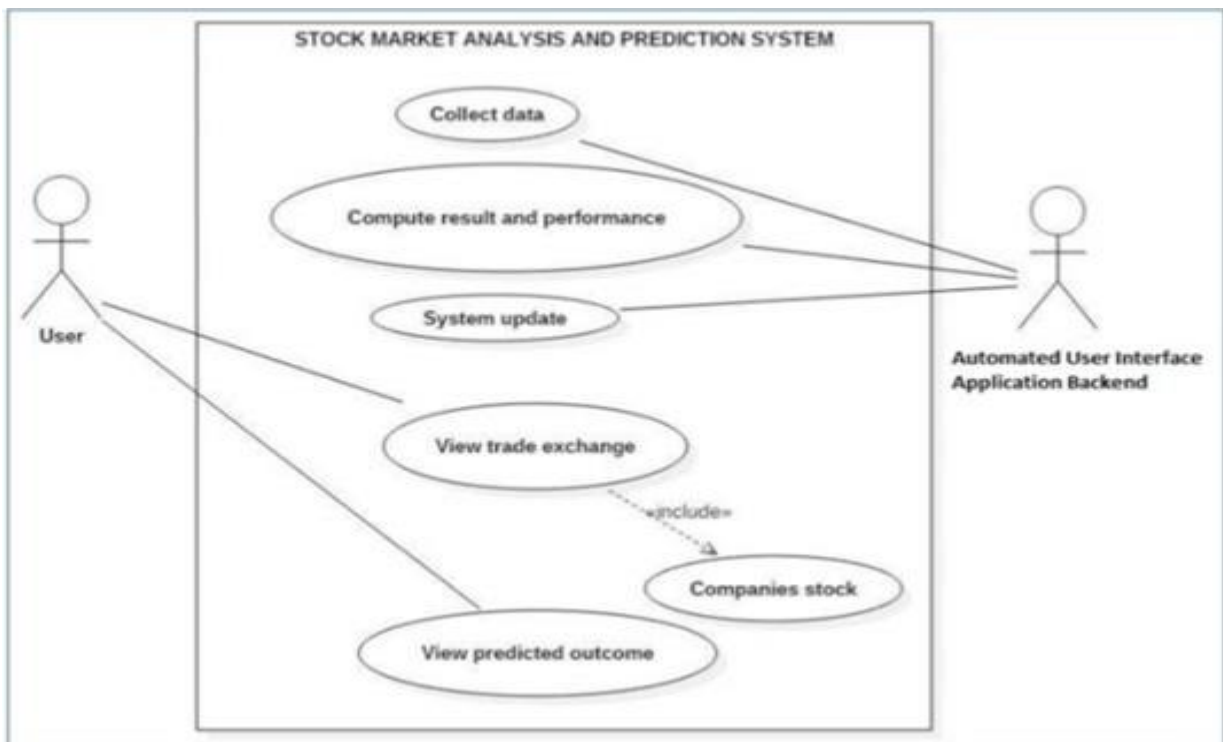 STOCK MARKET ANALYSIS AND PREDICTION SYSTEM
Collect data
Compute result and performance
System update
User
Automated User Interface
Application Backend
View trade exchange
«include»
Companies stock
View predicted outcome